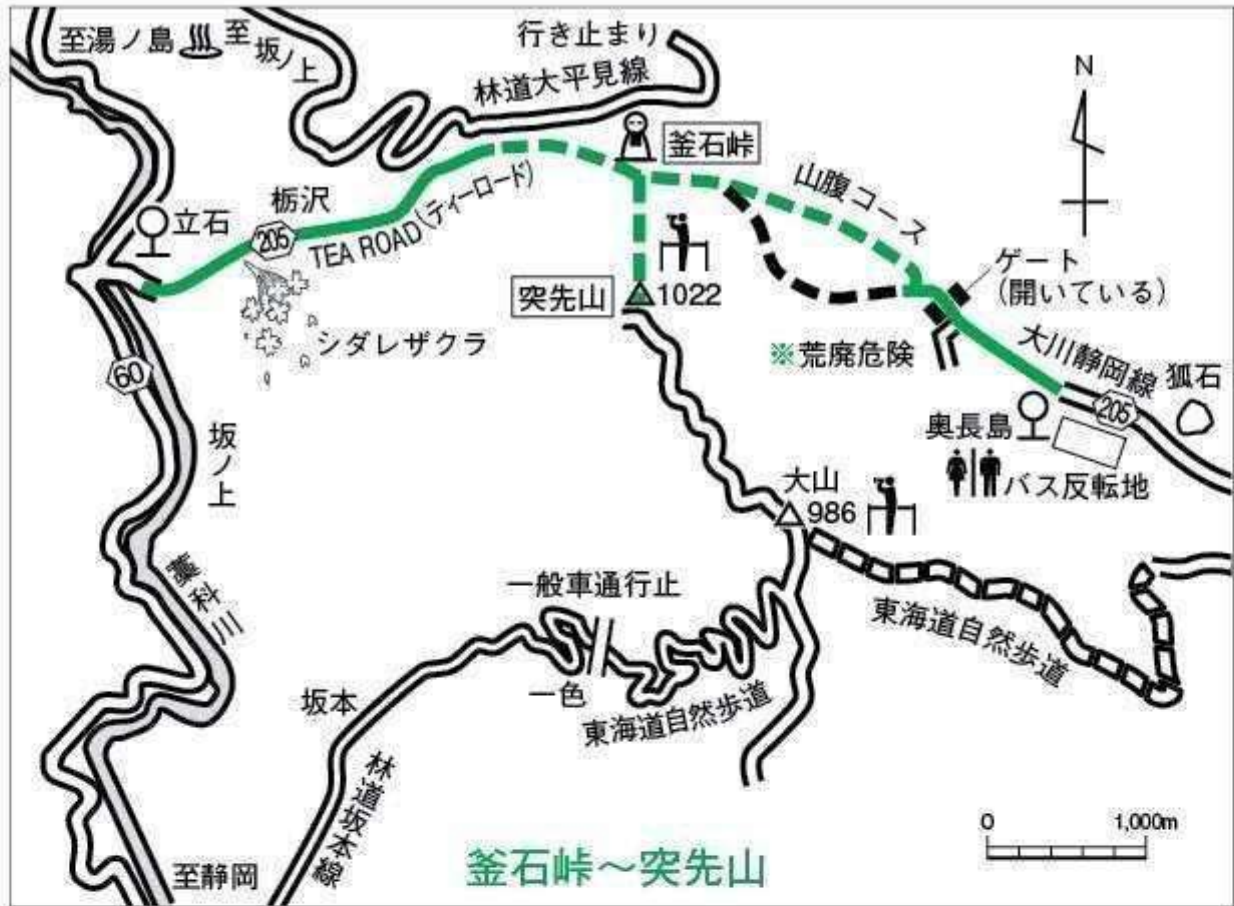 至湯ノ島
至坂ノ上
行き止まり
林道大平見線
N
釜石峠
山腹コース
栃沢
立石
205
TEA ROAD(ティーロード)
ゲート
(開いている)
突先山
1022
シダレザクラ
※荒廃危険
大川静岡線
狐石
60
205
奥長島
バス反転地
坂ノ上
大山
986
藁科川
一般車通行止
東海道自然歩道
一色
坂本
東海道自然歩道
林道坂本線
0 1,000m
至静岡
釜石峠～突先山